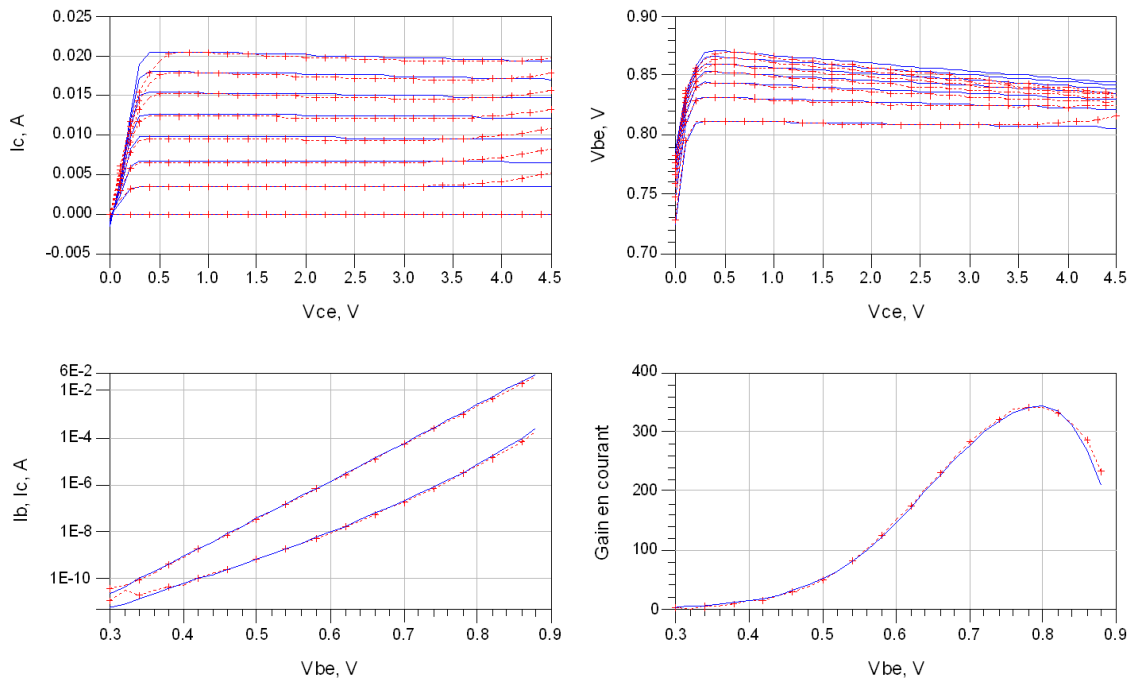 0.025
0.020
0.015
0.010
0.005
0.000
-0.005
Ic, A
0.0 0.5 1.0 1.5 2.0 2.5 3.0 3.5 4.0 4.5
Vce, V
0.90
0.85
0.80
0.75
0.70
Vbe, V
0.0 0.5 1.0 1.5 2.0 2.5 3.0 3.5 4.0 4.5
Vce, V
6E-2
1E-2
1E-4
1E-6
1E-8
1E-10
Ib, Ic, A
0.3 0.4 0.5 0.6 0.7 0.8 0.9
Vbe, V
400
300
200
100
0
Gain en courant
0.3 0.4 0.5 0.6 0.7 0.8 0.9
Vbe, V